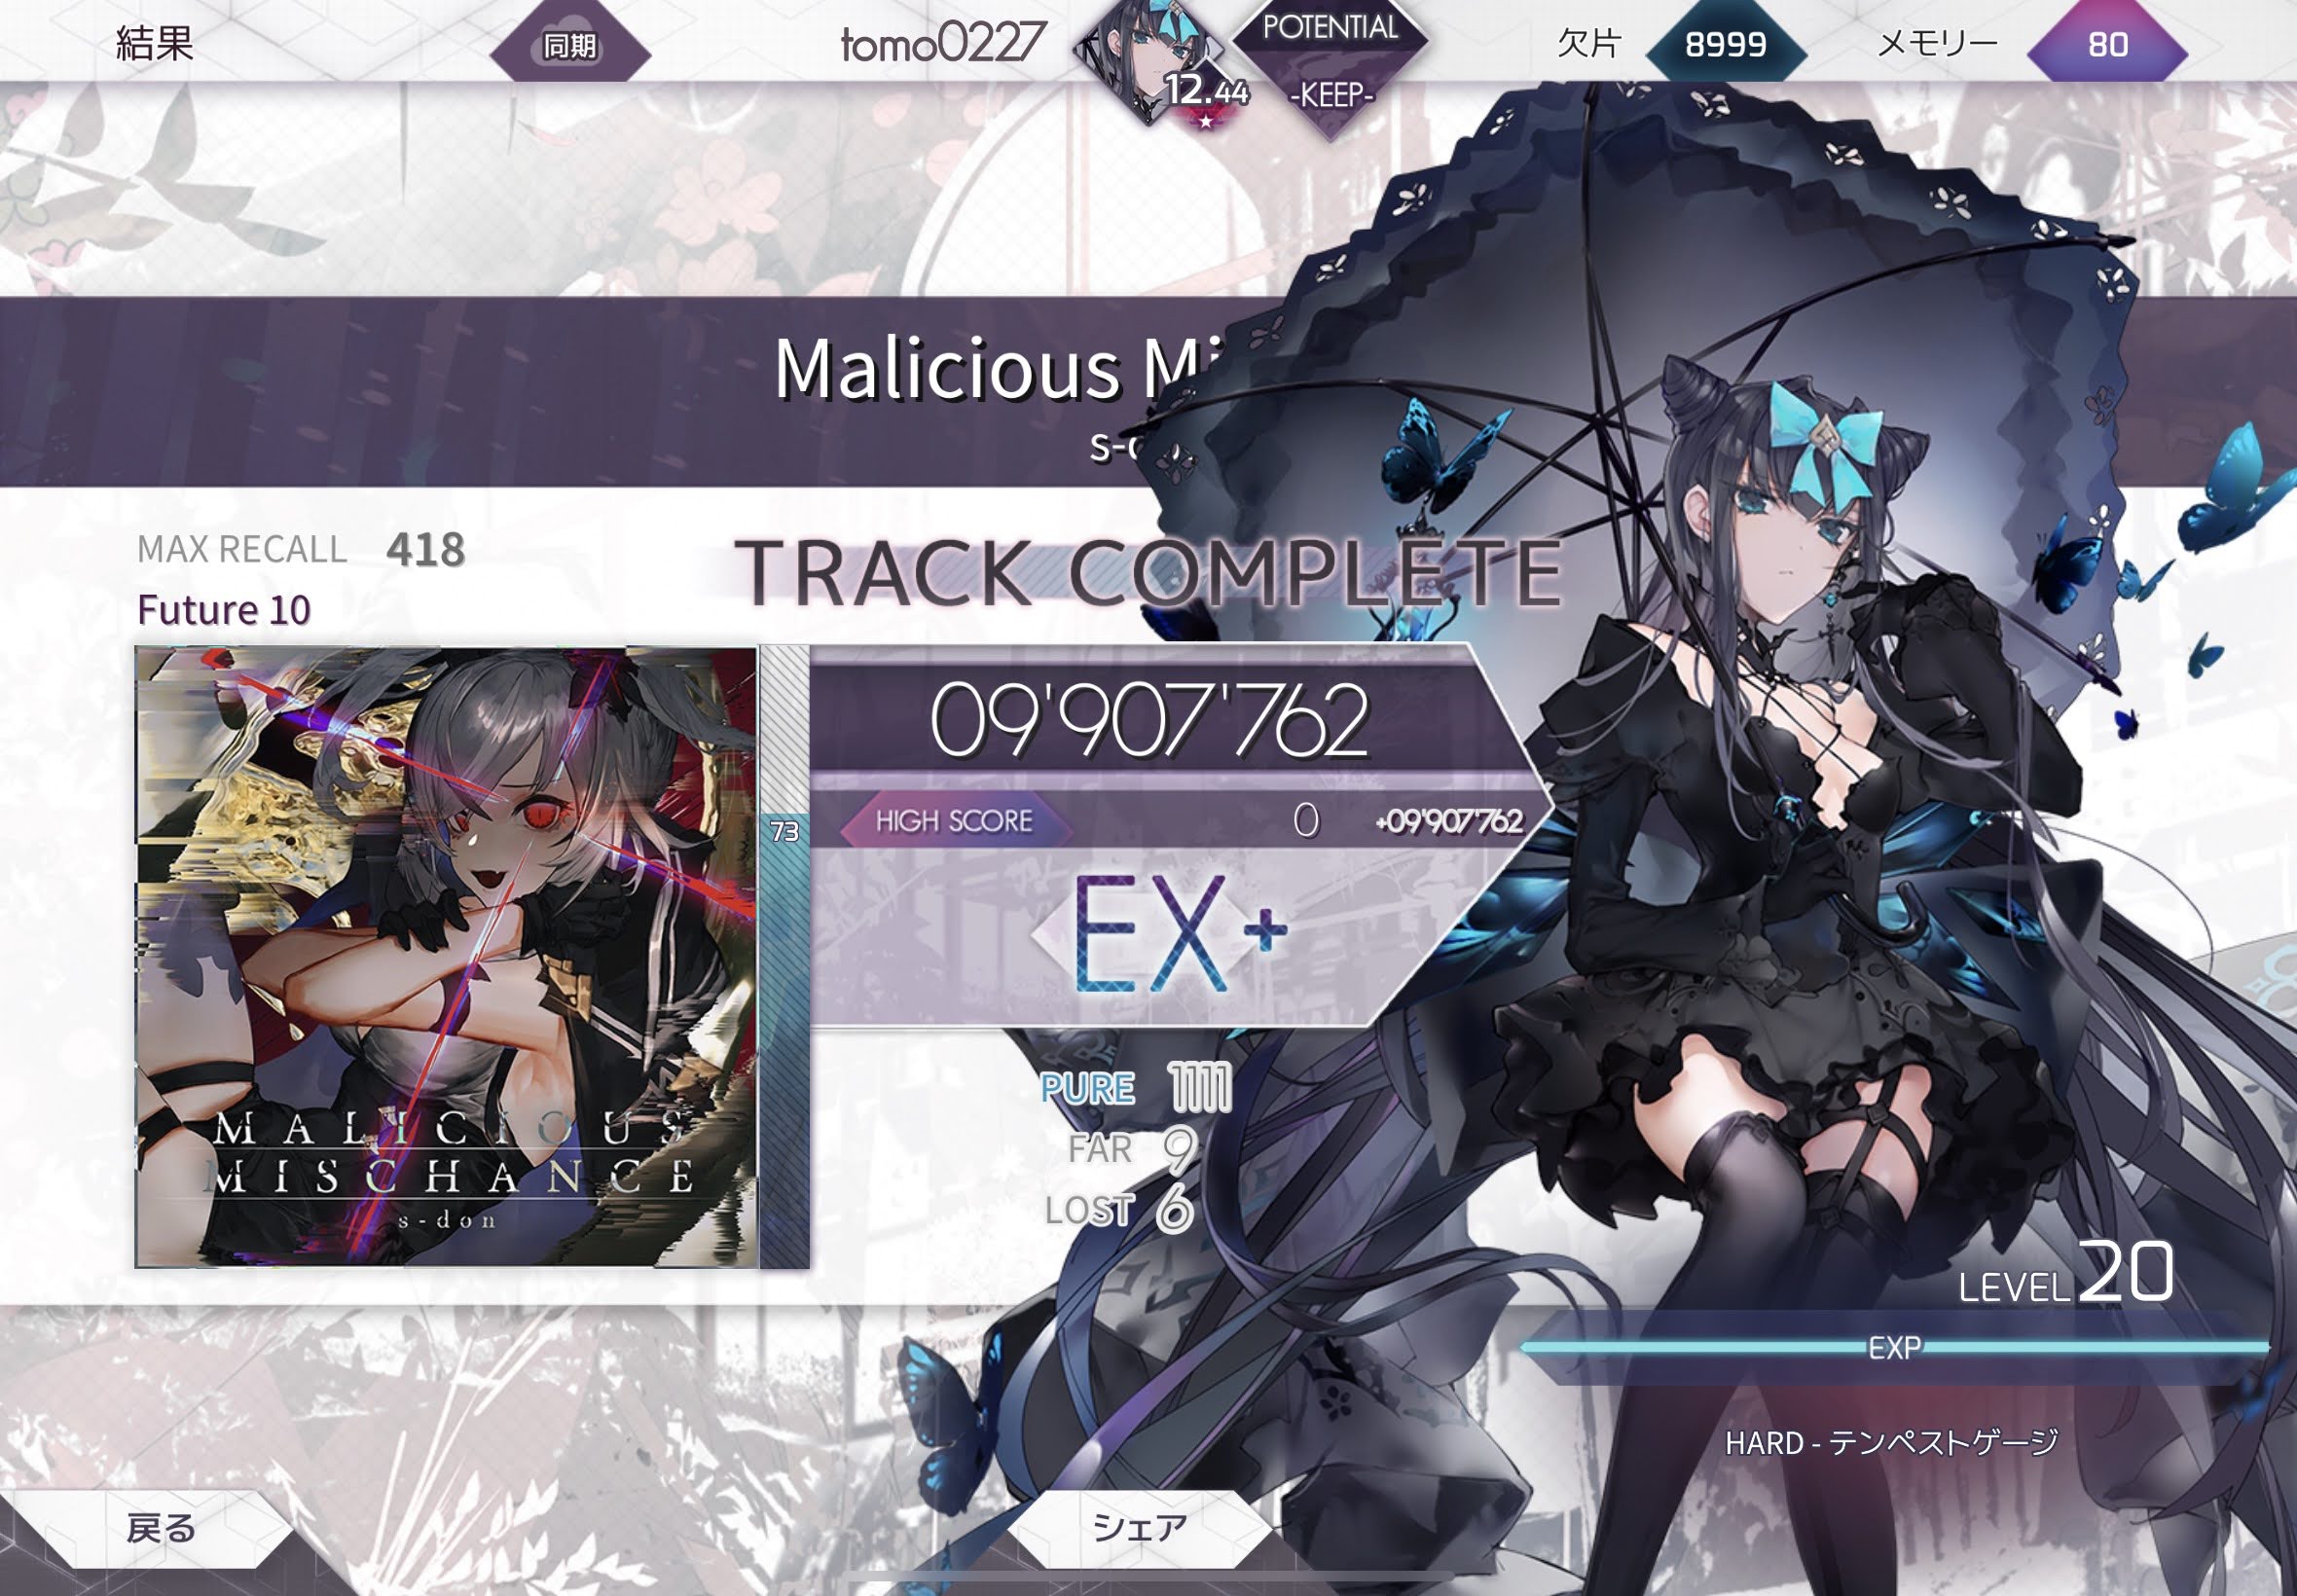 結果
同期
tomo0227
12.44
POTENTIAL
-KEEP-
欠片
8999
メモリー
80
Malicious Mi
s-d
MAX RECALL 418
Future 10
TRACK COMPLETE
09'907'762
73
HIGH SCORE 0 +09'907'762
EX+
MALICIOUS
MISCHANCE
s-don
PURE 1111
FAR 9
LOST 6
LEVEL 20
EXP
HARD - テンペストゲージ
戻る
シェア